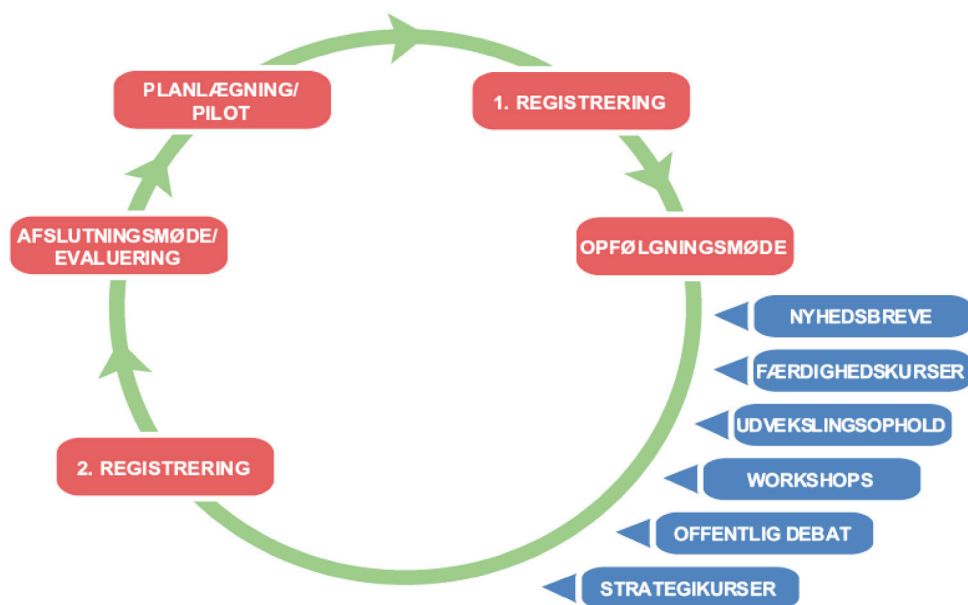 PLANLÆGNING/
PILOT
1. REGISTRERING
OPFØLGNINGSMØDE
NYHEDSBREVE
FÆRDIGHEDSKURSER
UDVEKSLINGSOPHOLD
WORKSHOPS
OFFENTLIG DEBAT
STRATEGIKURSER
2. REGISTRERING
AFSLUTNINGSMØDE/
EVALUERING